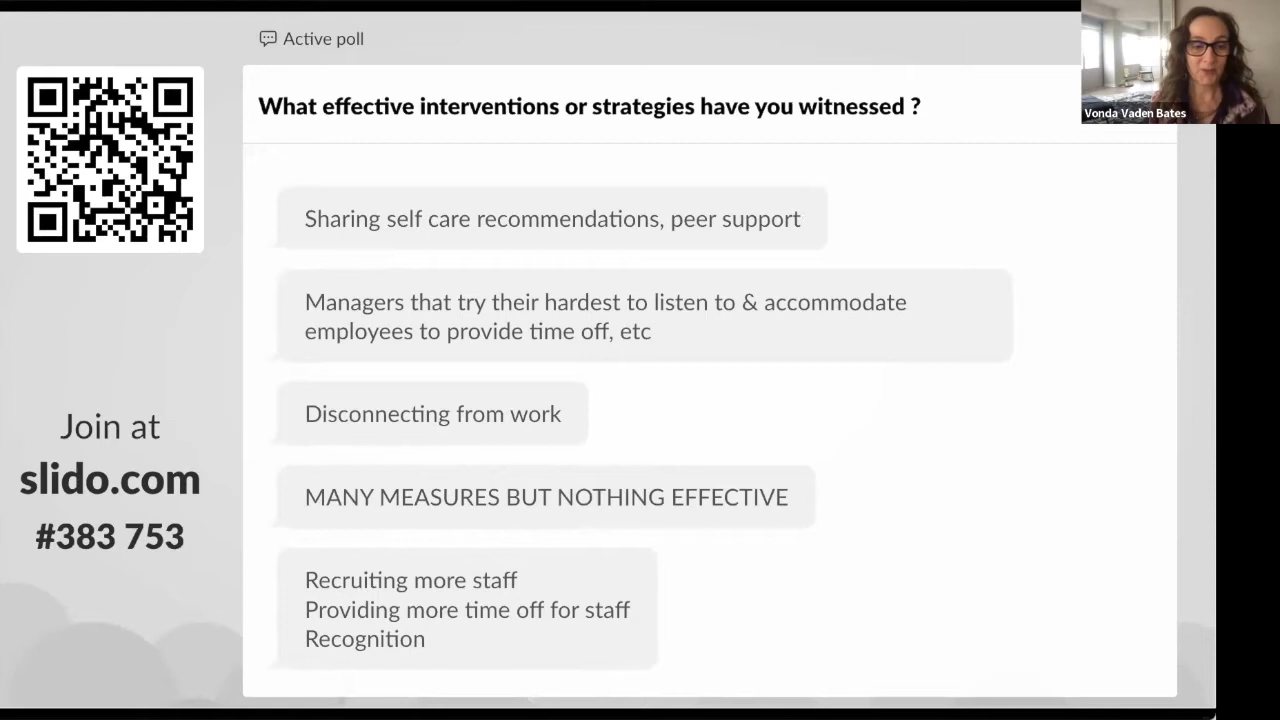 Active poll
What effective interventions or strategies have you witnessed ?
Vonda Vaden Bates
Sharing self care recommendations, peer support
Managers that try their hardest to listen to & accommodate
employees to provide time off, etc
Disconnecting from work
MANY MEASURES BUT NOTHING EFFECTIVE
Recruiting more staff
Providing more time off for staff
Recognition
Join at
slido.com
#383 753